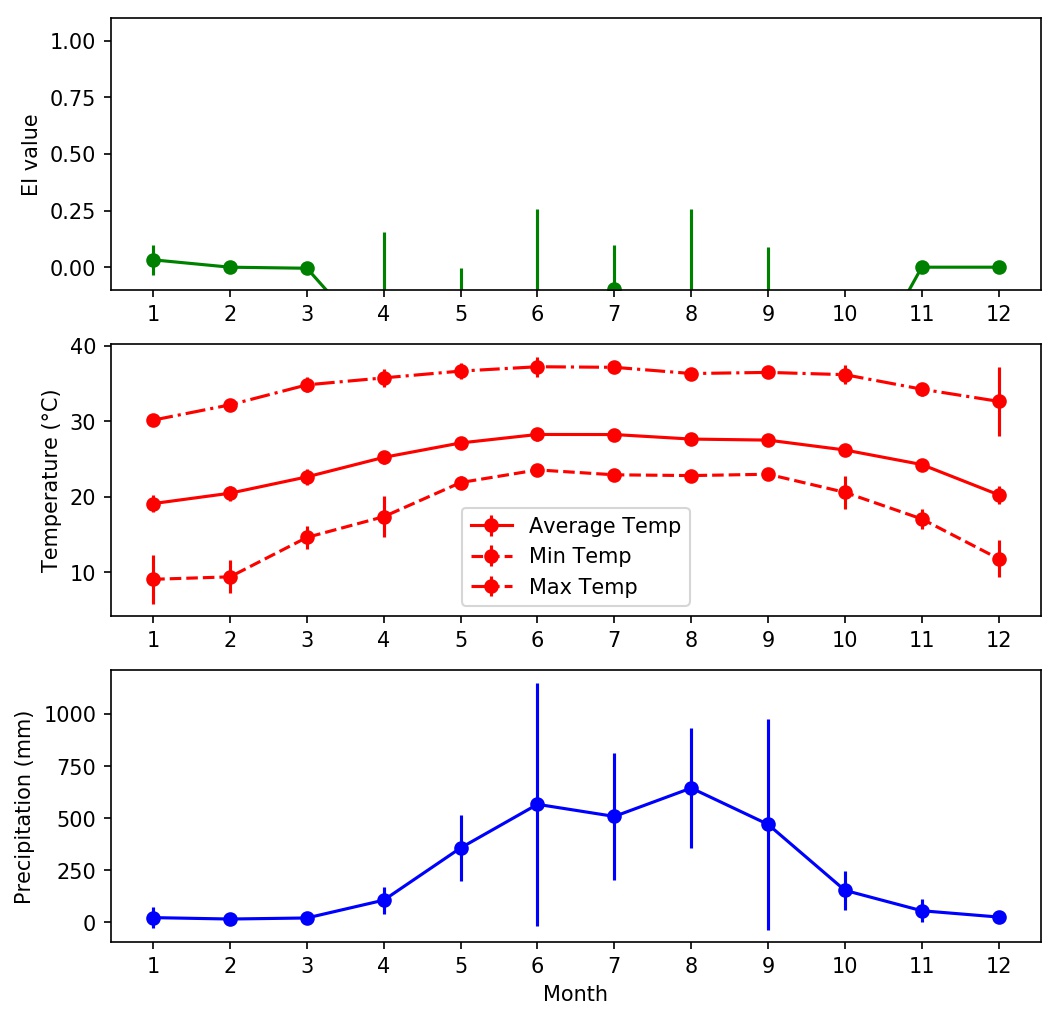 EI value
1.00
0.75
0.50
0.25
0.00
1 2 3 4 5 6 7 8 9 10 11 12
Temperature (°C)
40
30
20
10
Average Temp
Min Temp
Max Temp
1 2 3 4 5 6 7 8 9 10 11 12
Precipitation (mm)
1000
750
500
250
0
1 2 3 4 5 6 7 8 9 10 11 12
Month